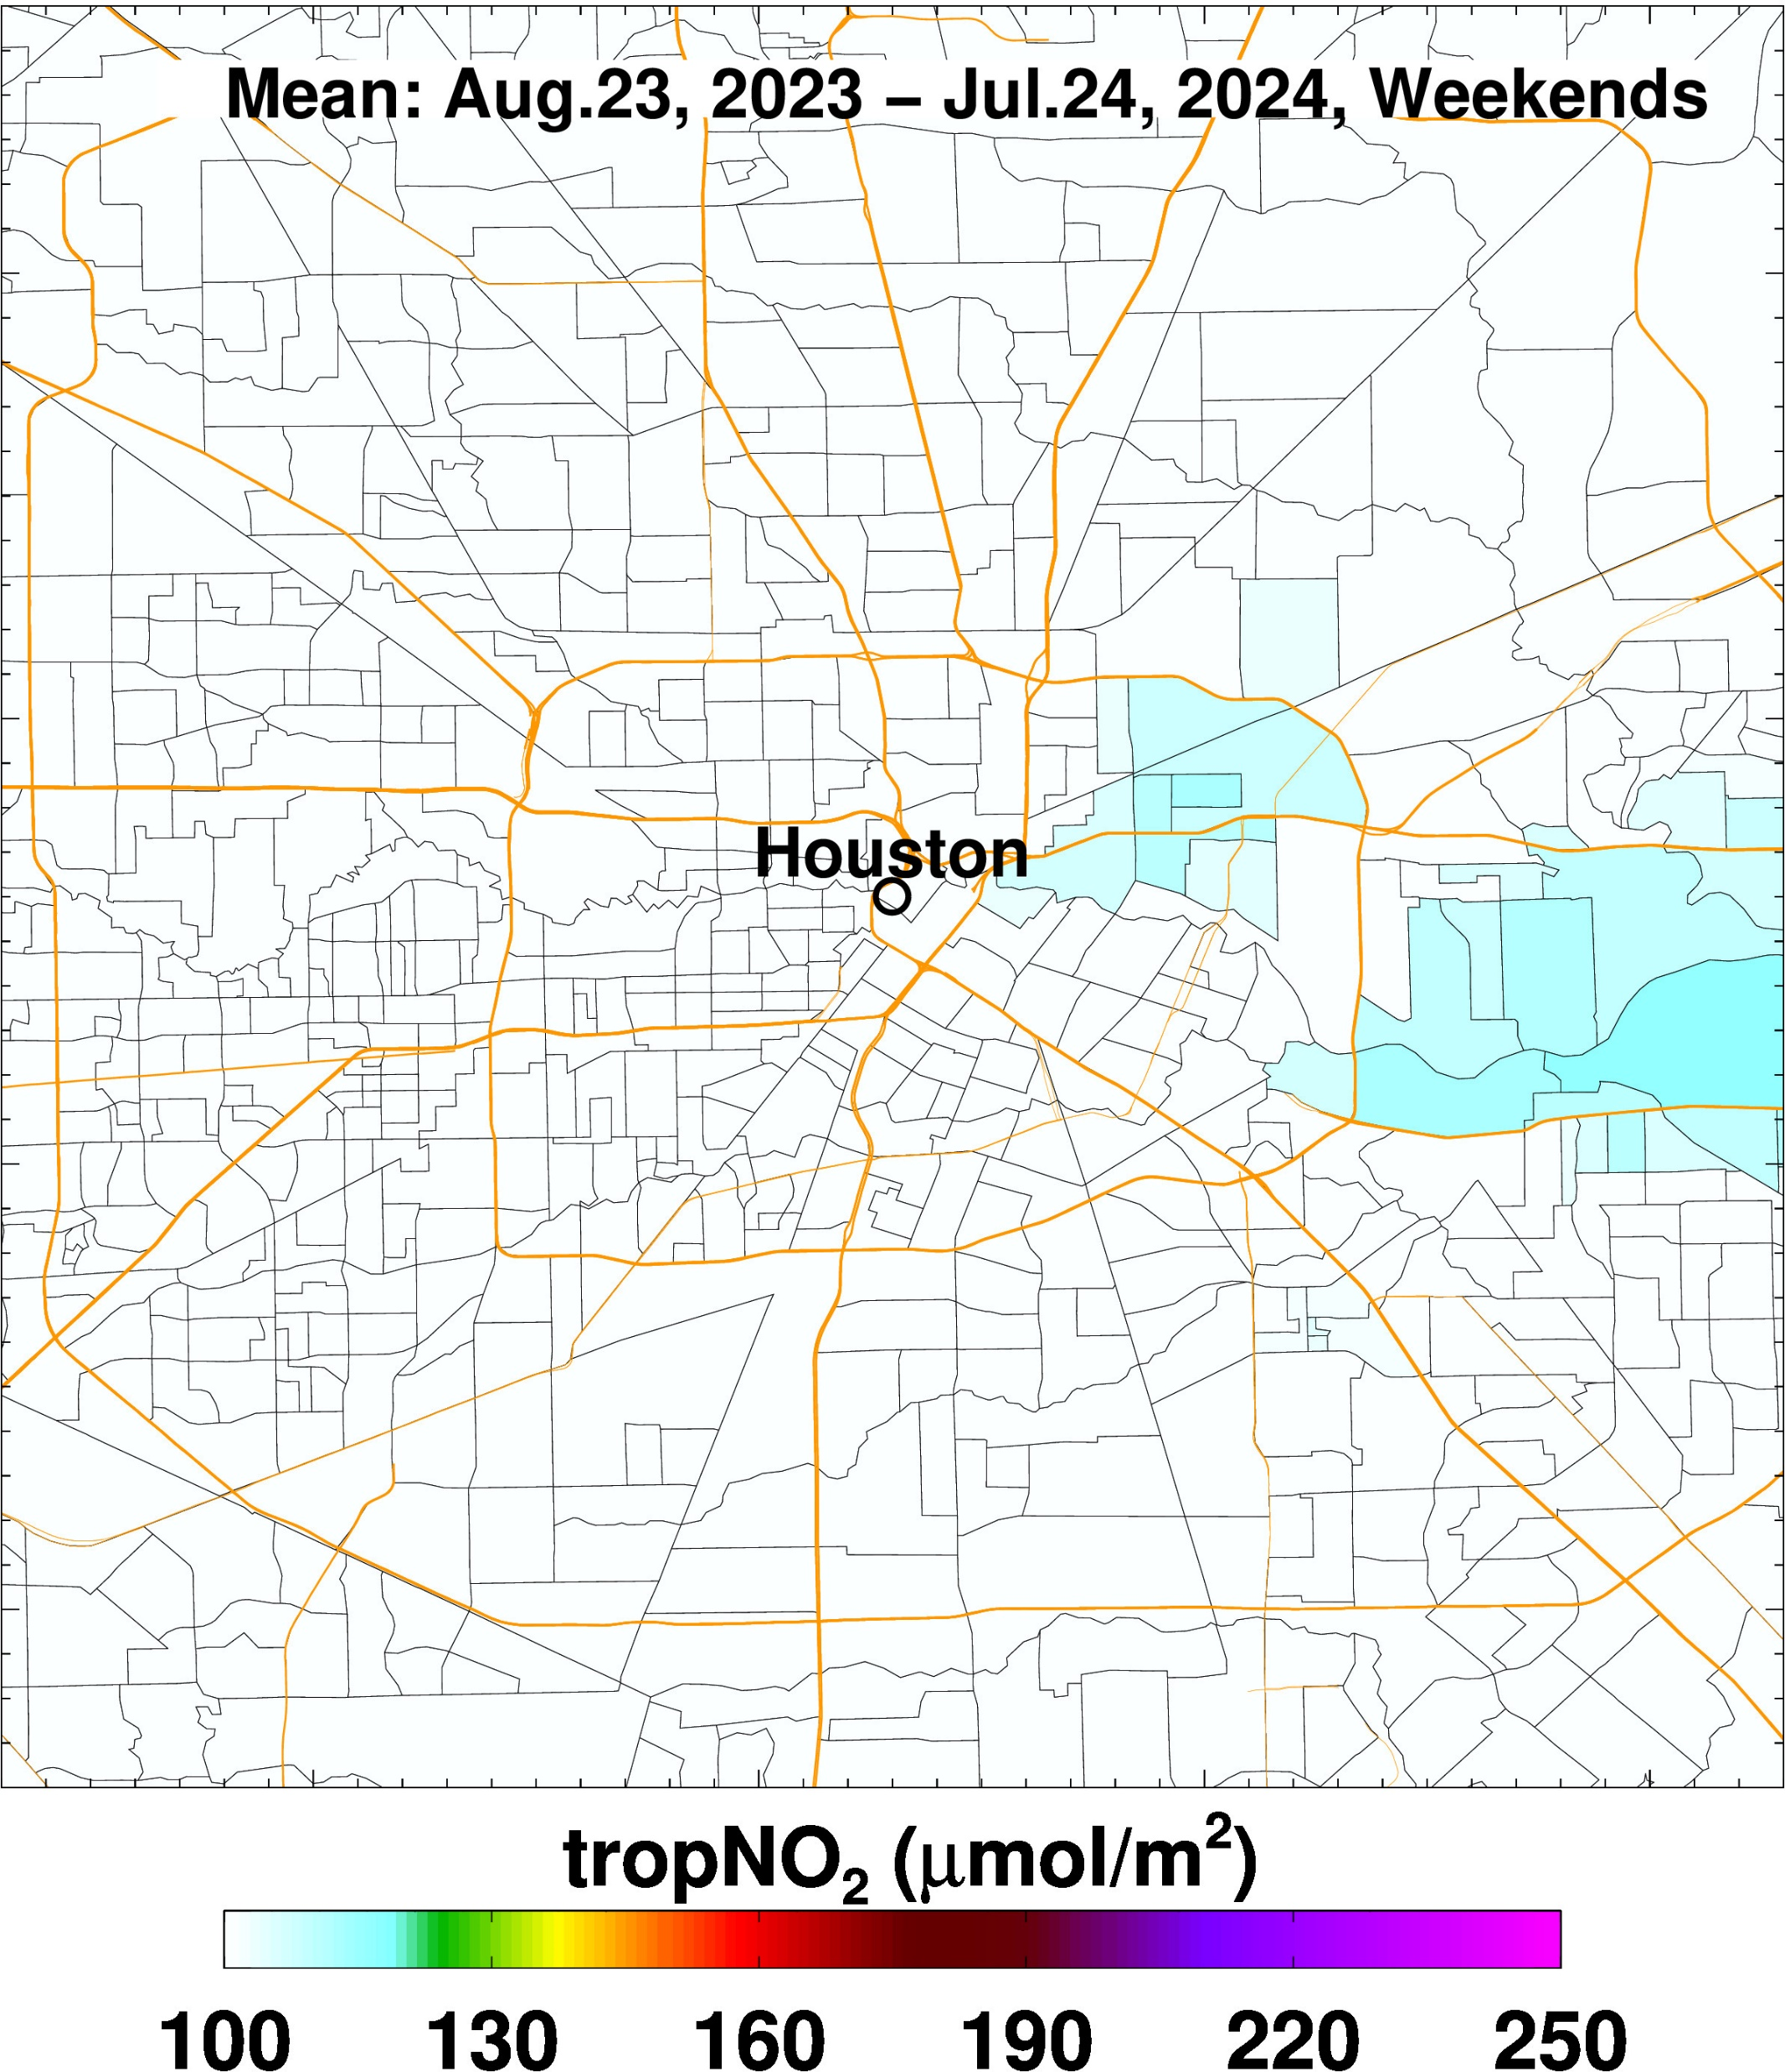 Mean: Aug.23, 2023 – Jul.24, 2024, Weekends
Houston
tropNO₂ (μmol/m²)
100 130 160 190 220 250